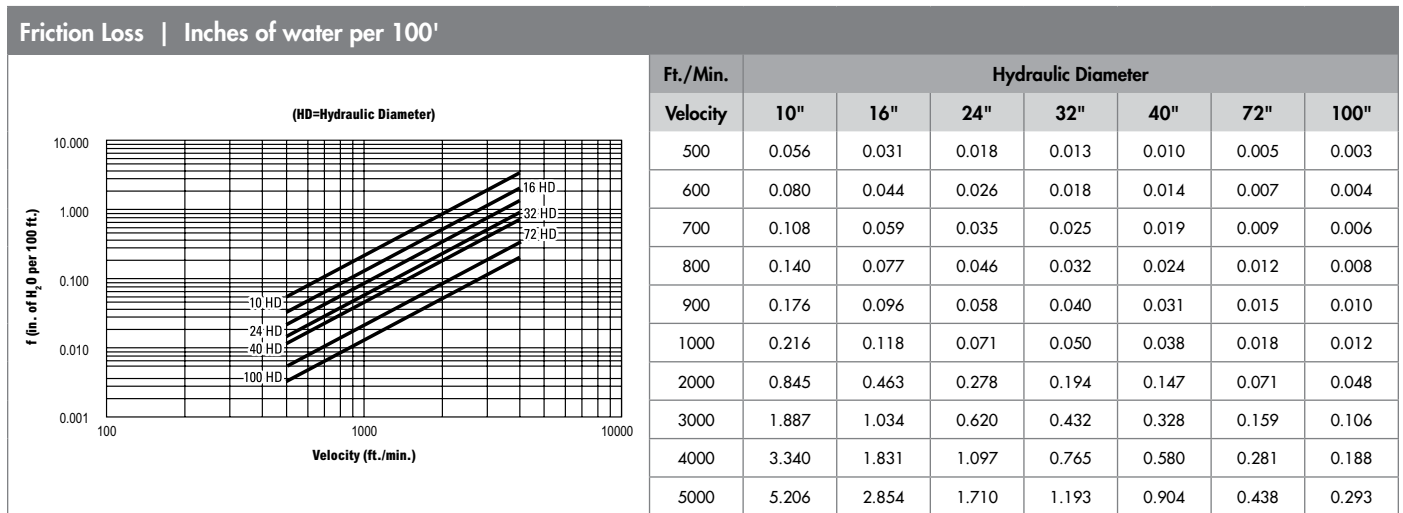 Friction Loss | Inches of water per 100'
(HD=Hydraulic Diameter)
10.000
1.000
0.100
0.010
0.001
f (in. of H2O per 100 ft.)
16 HD
32 HD
72 HD
10 HD
24 HD
40 HD
100 HD
100 1000 10000
Velocity (ft./min.)
Ft./Min. Hydraulic Diameter
Velocity 10" 16" 24" 32" 40" 72" 100"
500 0.056 0.031 0.018 0.013 0.010 0.005 0.003
600 0.080 0.044 0.026 0.018 0.014 0.007 0.004
700 0.108 0.059 0.035 0.025 0.019 0.009 0.006
800 0.140 0.077 0.046 0.032 0.024 0.012 0.008
900 0.176 0.096 0.058 0.040 0.031 0.015 0.010
1000 0.216 0.118 0.071 0.050 0.038 0.018 0.012
2000 0.845 0.463 0.278 0.194 0.147 0.071 0.048
3000 1.887 1.034 0.620 0.432 0.328 0.159 0.106
4000 3.340 1.831 1.097 0.765 0.580 0.281 0.188
5000 5.206 2.854 1.710 1.193 0.904 0.438 0.293